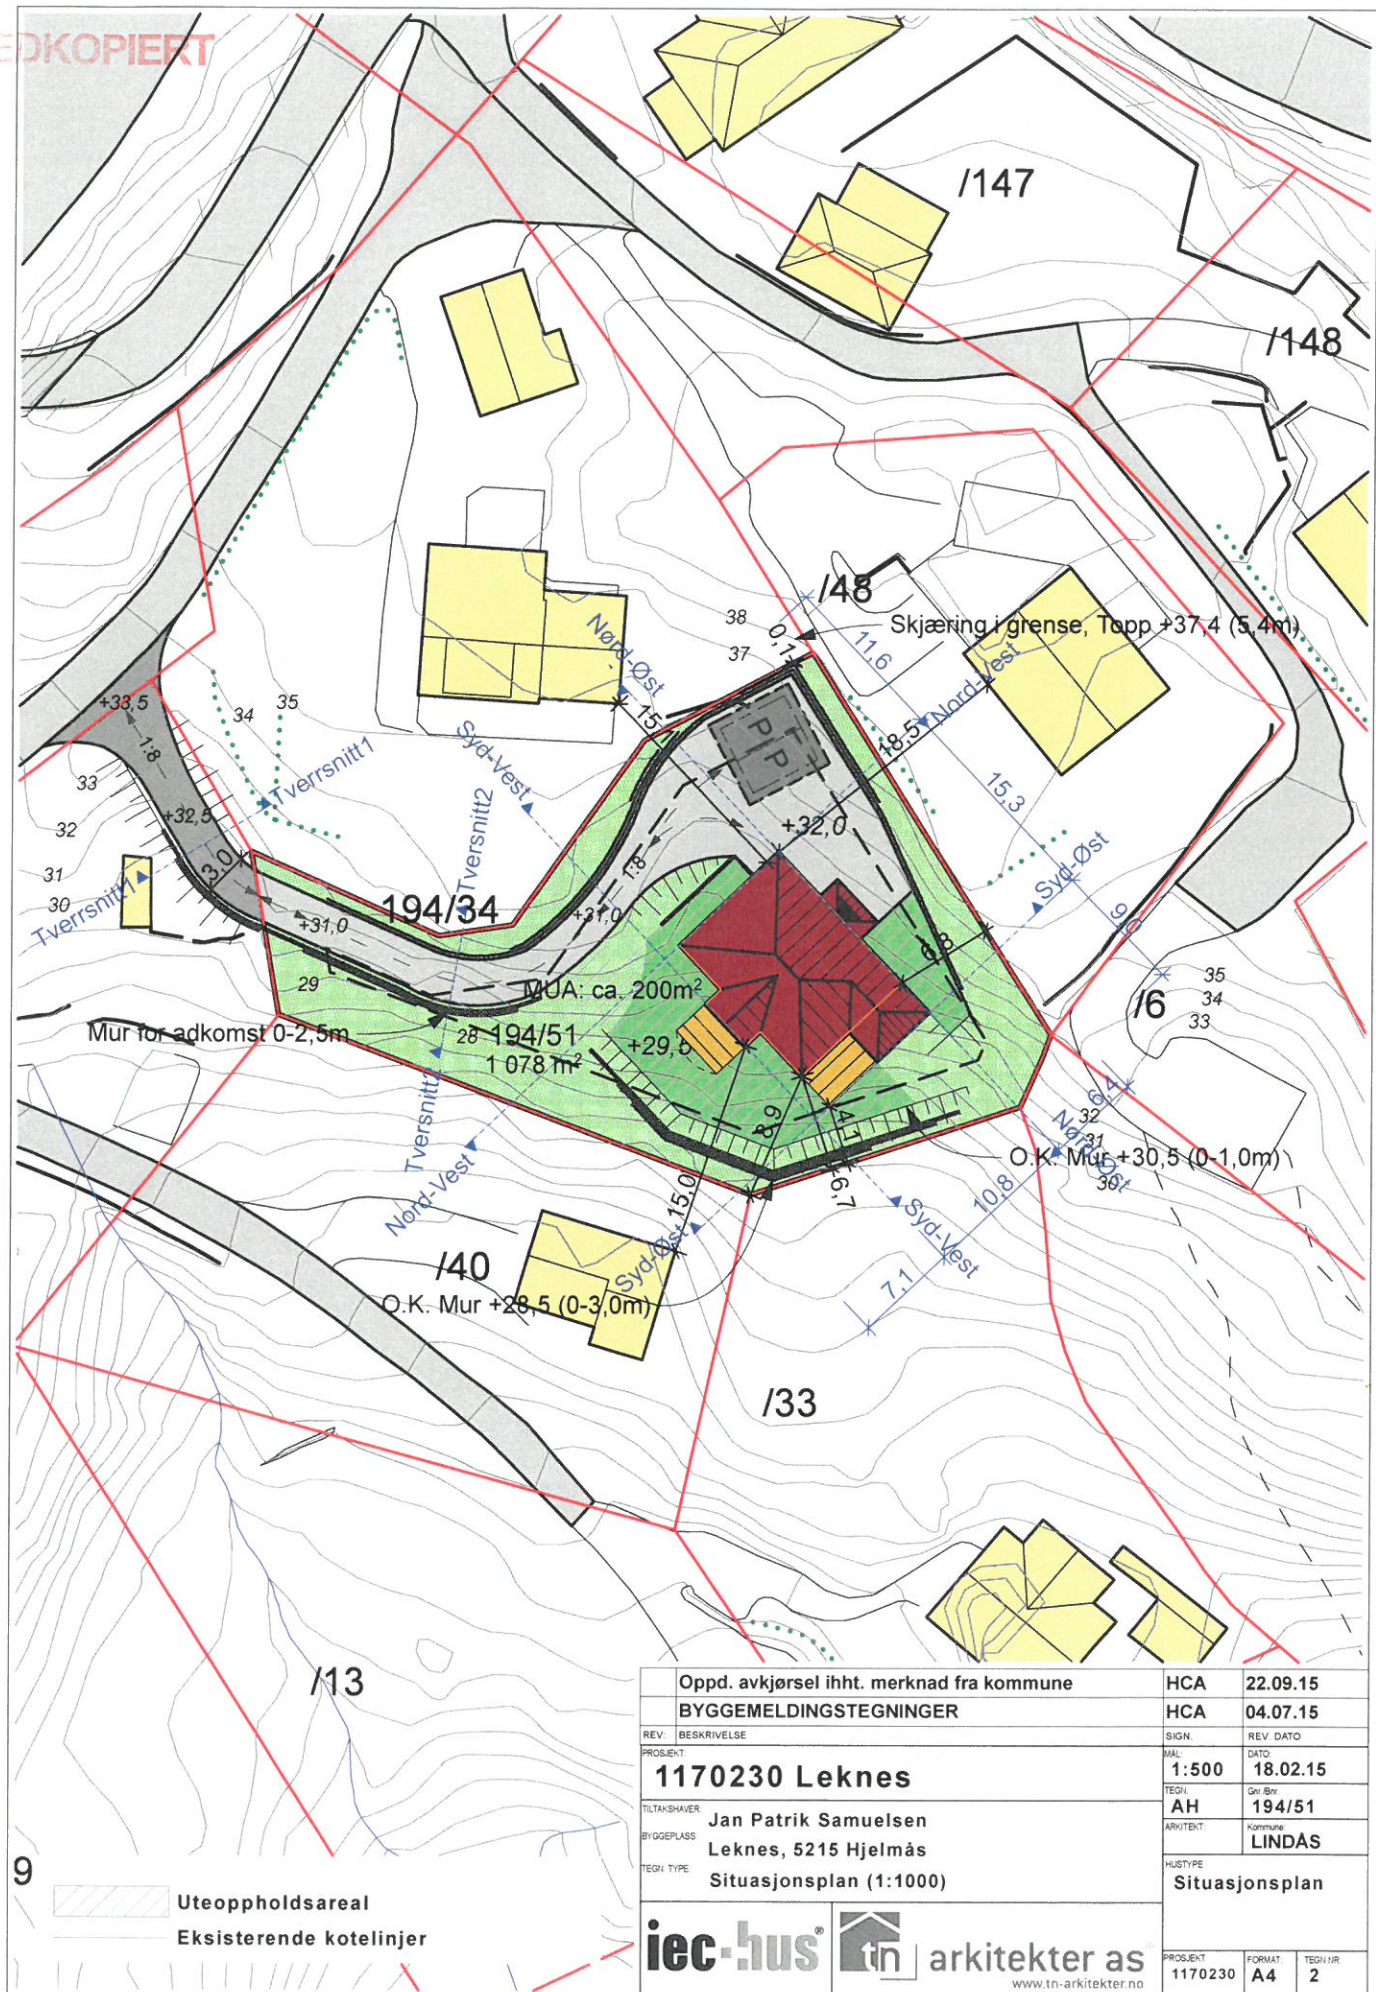 EDKOPIERT
/147
/148
/48
Skjæring i grense, Topp +37,4 (5,4m)
38
37
0,1
11,6
Nord-Øst
Nord-Vest
15,1
18,5
15,3
P P
+33,5
1:8
34
35
Syd-Vest
Tverrsnitt1
Tversnitt2
33
+32,5
32
31
30
Tverrsnitt1
3,0
+32,0
1:8
Syd-Øst
9,0
+31,0
194/34
+31,0
6,8
29
MUA: ca. 200m²
35
34
33
/6
Mur for adkomst 0-2,5m
28
194/51
1 078 m²
+29,5
Tversnitt2
Nord-Vest
8,9
4,1
6,4
32
31
30
Nord-Øst
O.K. Mur +30,5 (0-1,0m)
15,0
6,7
10,8
Syd-Øst
Syd-Vest
/40
7,1
O.K. Mur +28,5 (0-3,0m)
/33
/13
9
Uteoppholdsareal
Eksisterende kotelinjer
Oppd. avkjørsel ihht. merknad fra kommune HCA 22.09.15
BYGGEMELDINGSTEGNINGER HCA 04.07.15
REV: BESKRIVELSE SIGN. REV. DATO
PROSJEKT:
1170230 Leknes
MÅL: 1:500
DATO: 18.02.15
TEGN. AH
Gnr./Bnr. 194/51
TILTAKSHAVER: Jan Patrik Samuelsen
BYGGEPLASS Leknes, 5215 Hjelmås
ARKITEKT:
Kommune: LINDÅS
TEGN. TYPE Situasjonsplan (1:1000)
HUSTYPE
Situasjonsplan
iec-hus®
tn arkitekter as
www.tn-arkitekter.no
PROSJEKT 1170230
FORMAT: A4
TEGN.NR. 2